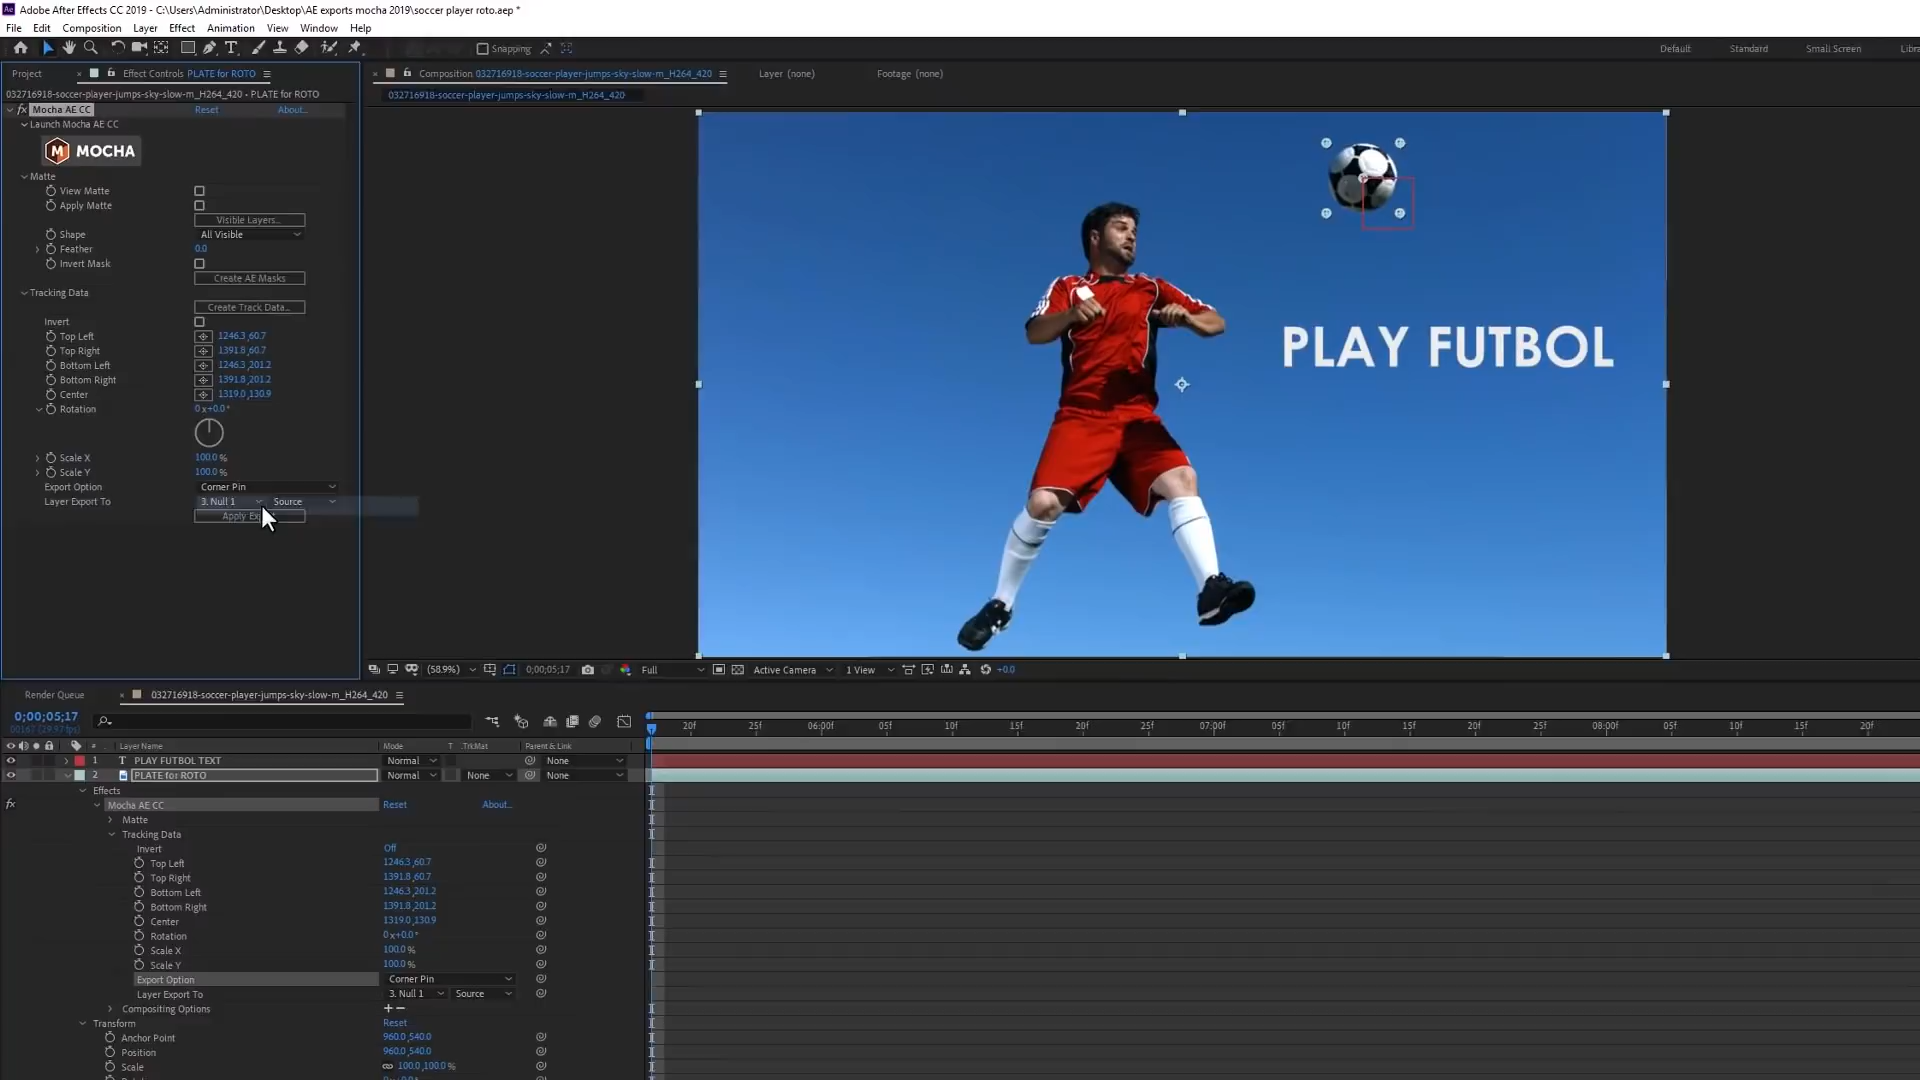 Adobe After Effects CC 2019 - C:\Users\Administrator\Desktop\AE exports mocha 2019\soccer player roto.aep *
File Edit Composition Layer Effect Animation View Window Help
Snapping
Default Standard Small Screen
Project Effect Controls PLATE for ROTO
032716918-soccer-player-jumps-sky-slow-m_H264_420 • PLATE for ROTO
Composition 032716918-soccer-player-jumps-sky-slow-m_H264_420 Layer (none) Footage (none)
032716918-soccer-player-jumps-sky-slow-m_H264_420
fx Mocha AE CC Reset About...
Launch Mocha AE CC
M MOCHA
Matte
View Matte
Apply Matte
Visible Layers...
Shape All Visible
Feather 0.0
Invert Mask
Create AE Masks
Tracking Data
Create Track Data...
Invert
Top Left 1246.3,60.7
Top Right 1391.8,60.7
Bottom Left 1246.3,201.2
Bottom Right 1391.8,201.2
Center 1319.0,130.9
Rotation 0x+0.0°
Scale X 100.0 %
Scale Y 100.0 %
Export Option Corner Pin
Layer Export To 3. Null 1 Source
Apply
PLAY FUTBOL
(58.9%) 0;00;05;17 Full Active Camera 1 View +0.0
Render Queue 032716918-soccer-player-jumps-sky-slow-m_H264_420
0;00;05;17
00167 (29.97 fps)
20f 25f 06:00f 05f 10f 15f 20f 25f 07:00f 05f 10f 15f 20f 25f 08:00f 05f 10f 15f 20f
# Layer Name Mode T .TrkMat Parent & Link
1 T PLAY FUTBOL TEXT Normal None
2 PLATE for ROTO Normal None None
Effects
fx Mocha AE CC Reset About...
Matte
Tracking Data
Invert Off
Top Left 1246.3,60.7
Top Right 1391.8,60.7
Bottom Left 1246.3,201.2
Bottom Right 1391.8,201.2
Center 1319.0,130.9
Rotation 0x+0.0°
Scale X 100.0 %
Scale Y 100.0 %
Export Option Corner Pin
Layer Export To 3. Null 1 Source
Compositing Options + −
Transform Reset
Anchor Point 960.0,540.0
Position 960.0,540.0
Scale 100.0,100.0 %